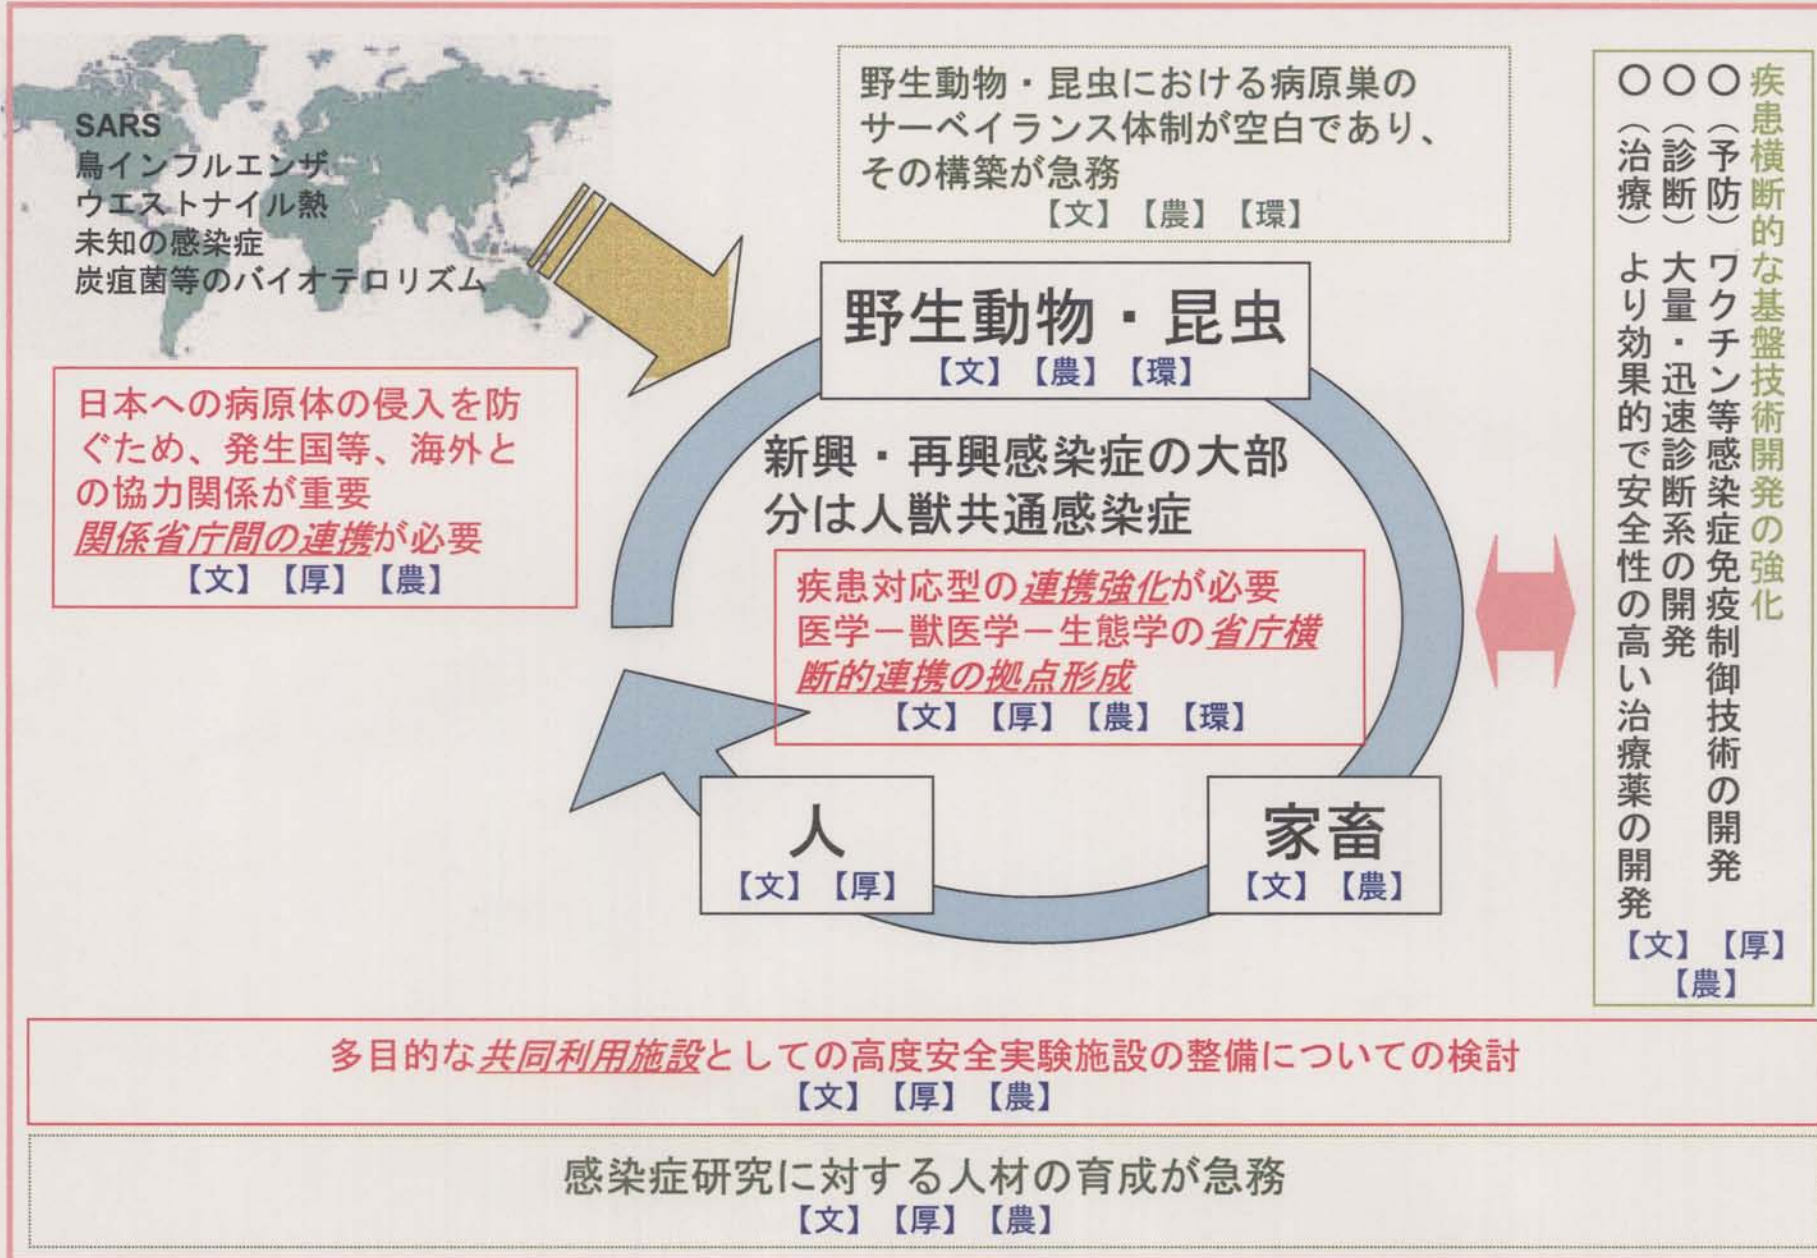 SARS
鳥インフルエンザ
ウエストナイル熱
未知の感染症
炭疽菌等のバイオテロリズム
野生動物・昆虫における病原巣の
サーベイランス体制が空白であり、
その構築が急務
【文】【農】【環】
日本への病原体の侵入を防
ぐため、発生国等、海外と
の協力関係が重要
関係省庁間の連携が必要
【文】【厚】【農】
野生動物・昆虫
【文】【農】【環】
新興・再興感染症の大部
分は人獣共通感染症
疾患対応型の連携強化が必要
医学－獣医学－生態学の省庁横
断的連携の拠点形成
【文】【厚】【農】【環】
人
【文】【厚】
家畜
【文】【農】
疾患横断的な基盤技術開発の強化
〇（予防）ワクチン等感染症免疫制御技術の開発
〇（診断）大量・迅速診断系の開発
〇（治療）より効果的で安全性の高い治療薬の開発
【文】【厚】
【農】
多目的な共同利用施設としての高度安全実験施設の整備についての検討
【文】【厚】【農】
感染症研究に対する人材の育成が急務
【文】【厚】【農】